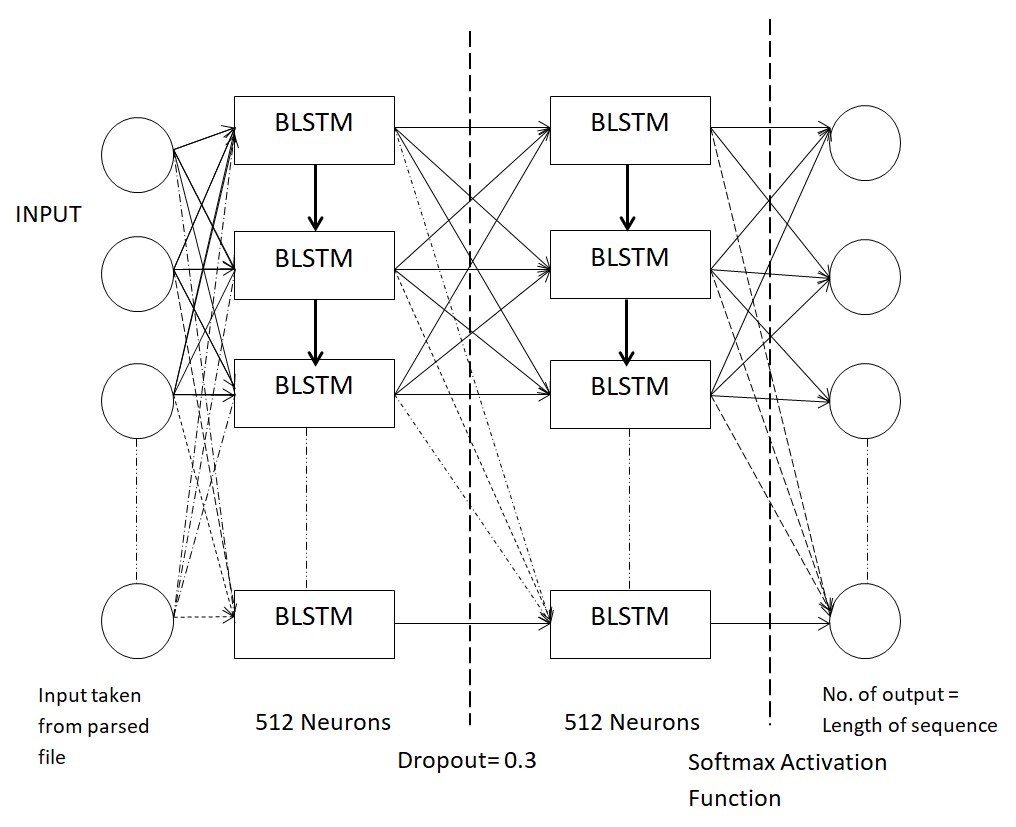 BLSTM
BLSTM
INPUT
BLSTM
BLSTM
BLSTM
BLSTM
BLSTM
BLSTM
Input taken
from parsed
file
512 Neurons
512 Neurons
No. of output =
Length of sequence
Dropout= 0.3
Softmax Activation
Function